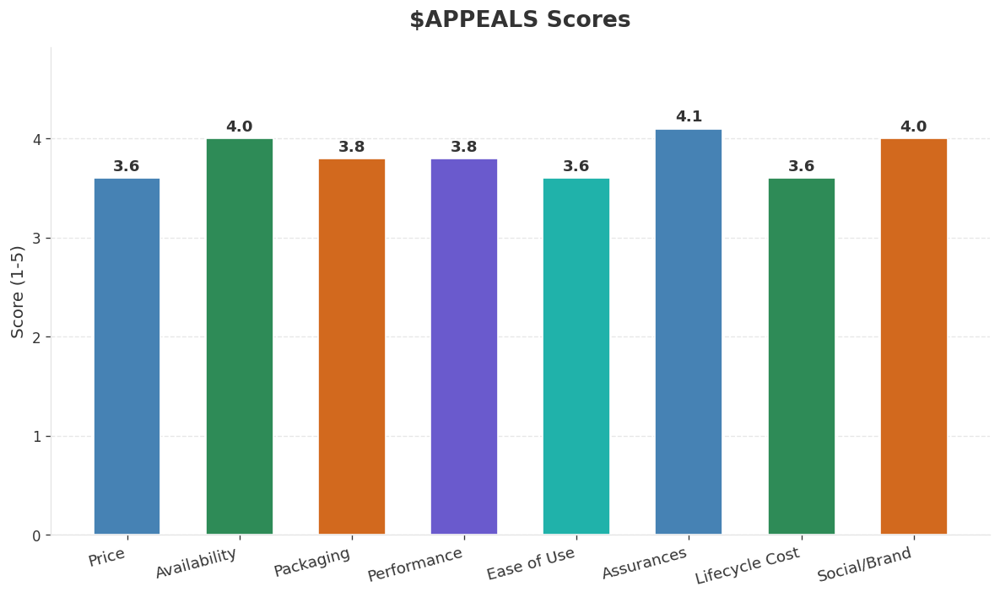 $APPEALS Scores
Score (1-5)
4
3
2
1
0
3.6
4.0
3.8
3.8
3.6
4.1
3.6
4.0
Price
Availability
Packaging
Performance
Ease of Use
Assurances
Lifecycle Cost
Social/Brand